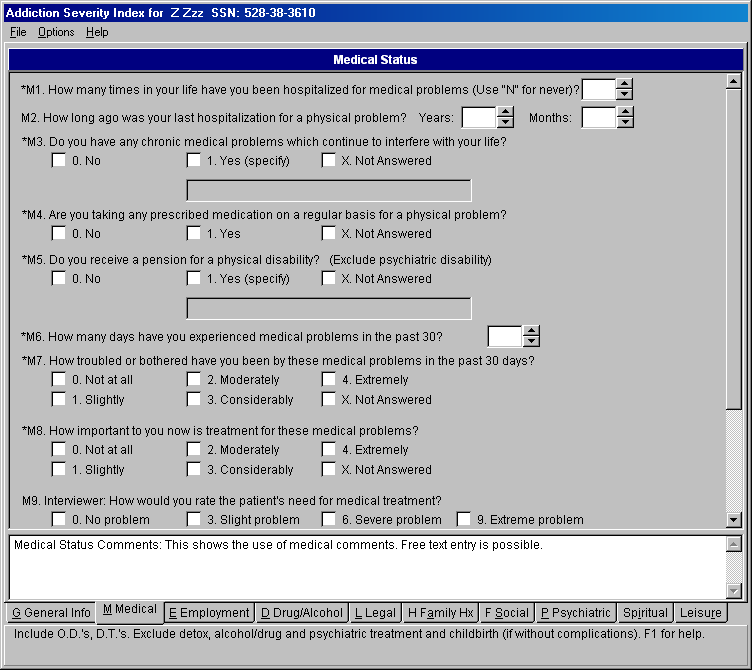 Addiction Severity Index for Z Zzz SSN: 528-38-3610
File Options Help
Medical Status
*M1. How many times in your life have you been hospitalized for medical problems (Use "N" for never)?
M2. How long ago was your last hospitalization for a physical problem? Years: Months:
*M3. Do you have any chronic medical problems which continue to interfere with your life?
0. No 1. Yes (specify) X. Not Answered
*M4. Are you taking any prescribed medication on a regular basis for a physical problem?
0. No 1. Yes X. Not Answered
*M5. Do you receive a pension for a physical disability? (Exclude psychiatric disability)
0. No 1. Yes (specify) X. Not Answered
*M6. How many days have you experienced medical problems in the past 30?
*M7. How troubled or bothered have you been by these medical problems in the past 30 days?
0. Not at all 2. Moderately 4. Extremely
1. Slightly 3. Considerably X. Not Answered
*M8. How important to you now is treatment for these medical problems?
0. Not at all 2. Moderately 4. Extremely
1. Slightly 3. Considerably X. Not Answered
M9. Interviewer: How would you rate the patient's need for medical treatment?
0. No problem 3. Slight problem 6. Severe problem 9. Extreme problem
Medical Status Comments: This shows the use of medical comments. Free text entry is possible.
G General Info M Medical E Employment D Drug/Alcohol L Legal H Family Hx F Social P Psychiatric Spiritual Leisure
Include O.D.'s, D.T.'s. Exclude detox, alcohol/drug and psychiatric treatment and childbirth (if without complications). F1 for help.